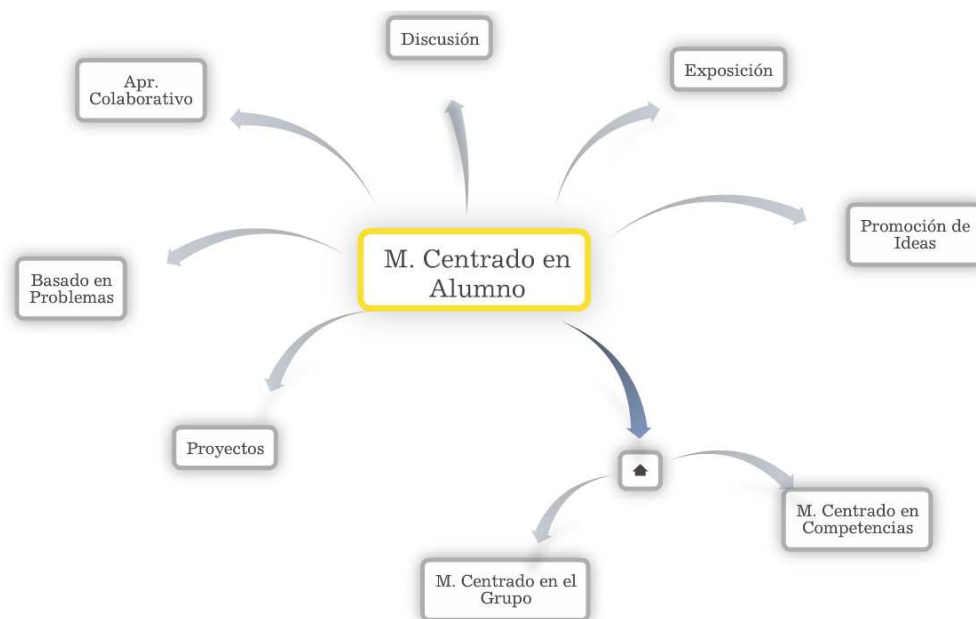 Discusión
Exposición
Apr.
Colaborativo
Promoción de
Ideas
M. Centrado en
Alumno
Basado en
Problemas
Proyectos
M. Centrado en
Competencias
M. Centrado en el
Grupo